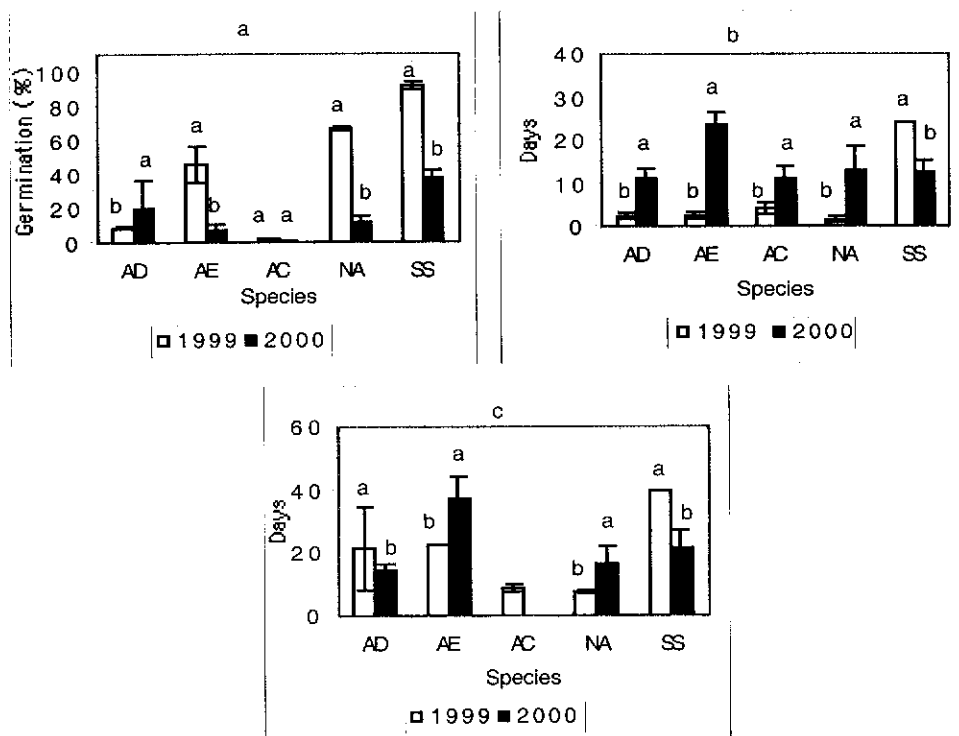 a
Germination (%)
100
80
60
40
20
0
b a a b a a a b a b
AD AE AC NA SS
Species
1999 2000
b
Days
40
30
20
10
0
b a b a b a b a a b
AD AE AC NA SS
Species
1999 2000
c
Days
60
40
20
0
a b b a b a a b
AD AE AC NA SS
Species
1999 2000